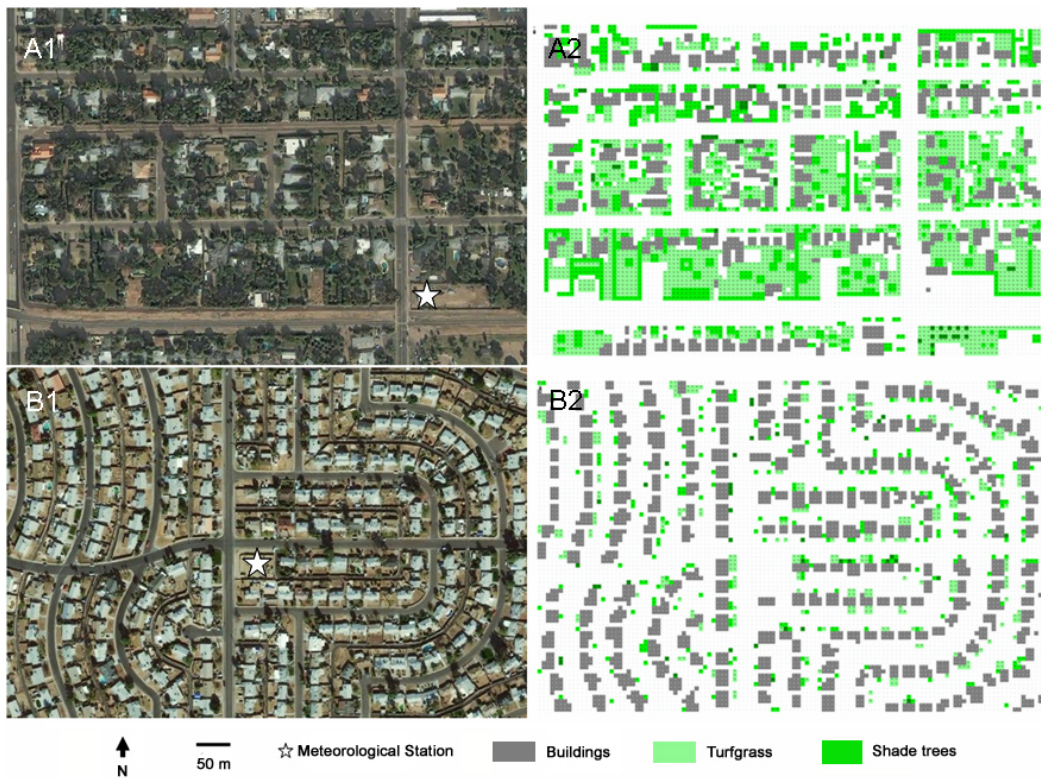 A1
A2
B1
B2
N
50 m
Meteorological Station
Buildings
Turfgrass
Shade trees